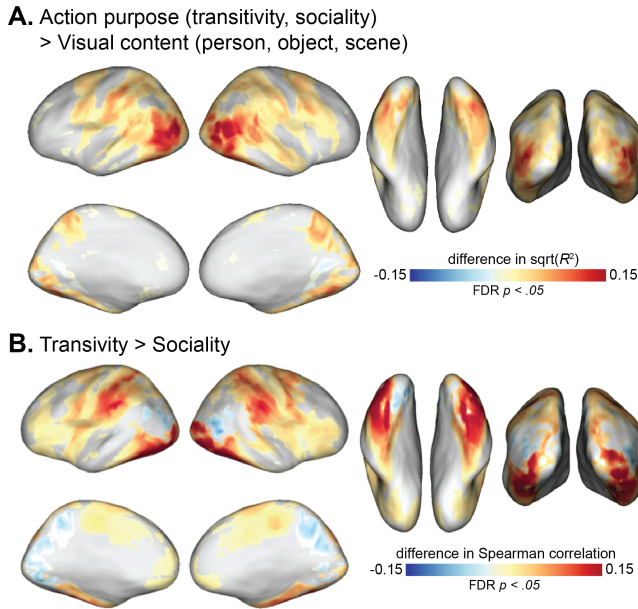 A. Action purpose (transitivity, sociality)
> Visual content (person, object, scene)
difference in sqrt(R²)
-0.15 0.15
FDR p < .05
B. Transivity > Sociality
difference in Spearman correlation
-0.15 0.15
FDR p < .05